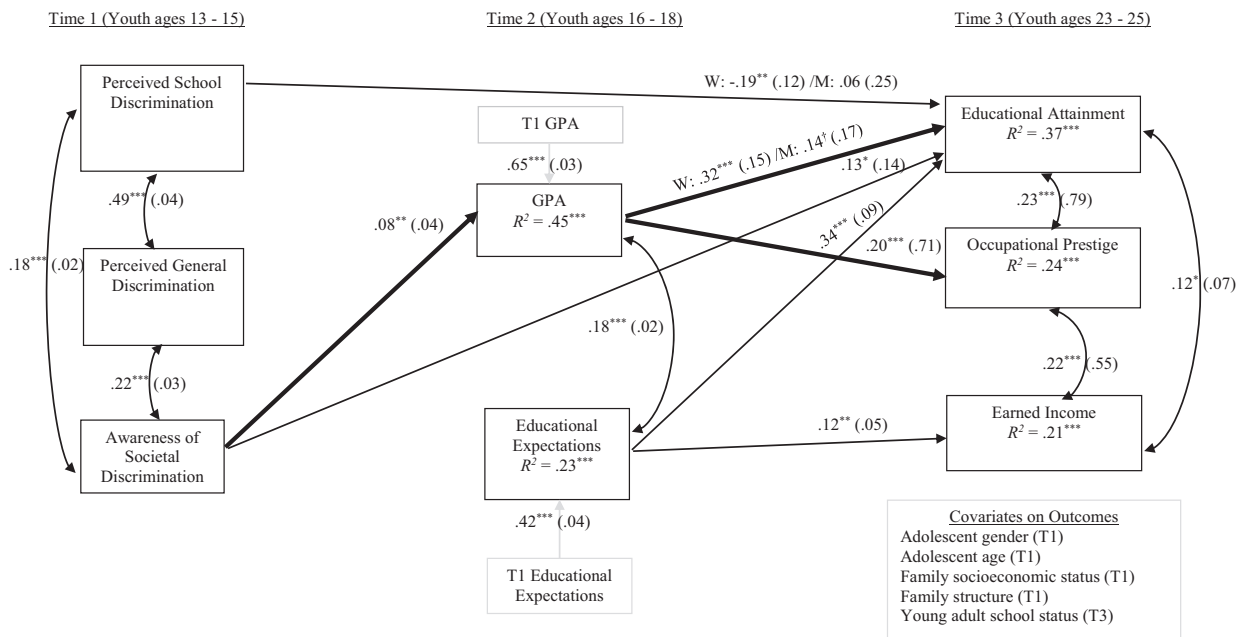 Time 1 (Youth ages 13 - 15)
Time 2 (Youth ages 16 - 18)
Time 3 (Youth ages 23 - 25)
Perceived School
Discrimination
W: -.19** (.12) /M: .06 (.25)
T1 GPA
Educational Attainment
R² = .37***
W: .32*** (.15) /M: .14† (.17)
.65*** (.03)
.13* (.14)
.49*** (.04)
GPA
R² = .45***
.23*** (.79)
.08** (.04)
.34*** (.09)
.20*** (.71)
Occupational Prestige
R² = .24***
Perceived General
Discrimination
.18*** (.02)
.12* (.07)
.18*** (.02)
.22*** (.03)
.22*** (.55)
Awareness of
Societal
Discrimination
Educational
Expectations
R² = .23***
.12** (.05)
Earned Income
R² = .21***
.42*** (.04)
T1 Educational
Expectations
Covariates on Outcomes
Adolescent gender (T1)
Adolescent age (T1)
Family socioeconomic status (T1)
Family structure (T1)
Young adult school status (T3)